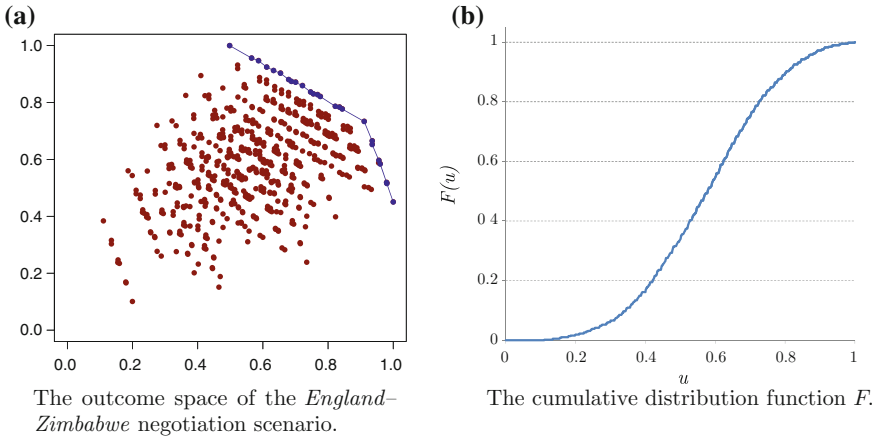 (a)
1.0
0.8
0.6
0.4
0.2
0.0
0.0 0.2 0.4 0.6 0.8 1.0
The outcome space of the England–
Zimbabwe negotiation scenario.
(b)
1
0.8
0.6
0.4
0.2
0
F(u)
0 0.2 0.4 0.6 0.8 1
u
The cumulative distribution function F.